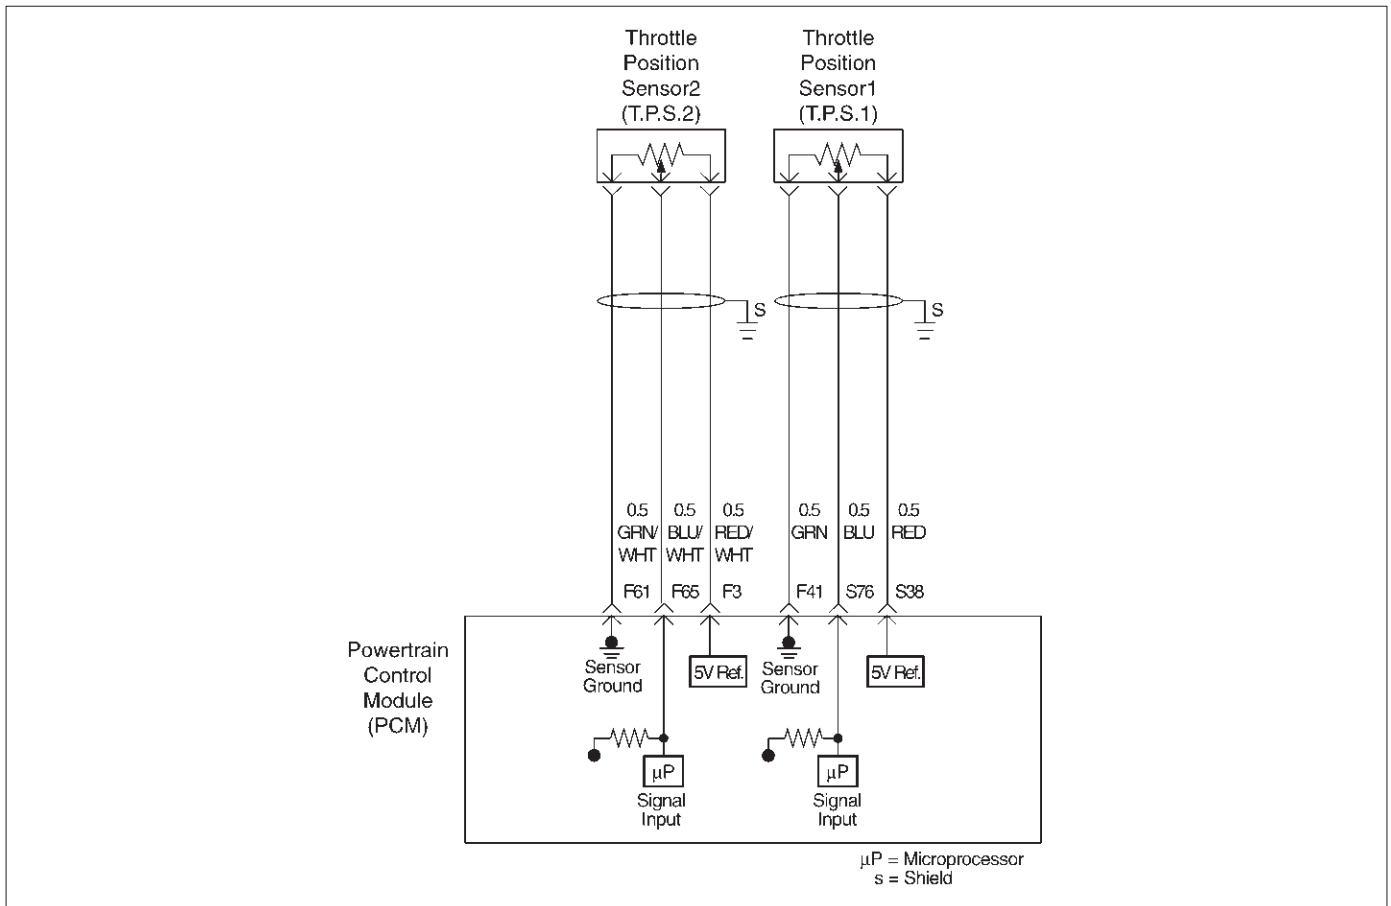 Throttle
Position
Sensor2
(T.P.S.2)
Throttle
Position
Sensor1
(T.P.S.1)
S
S
0.5
GRN/
WHT
0.5
BLU/
WHT
0.5
RED/
WHT
0.5
GRN
0.5
BLU
0.5
RED
F61
F65
F3
F41
S76
S38
Powertrain
Control
Module
(PCM)
Sensor
Ground
5V Ref.
Sensor
Ground
5V Ref.
μP
Signal
Input
μP
Signal
Input
μP = Microprocessor
s = Shield